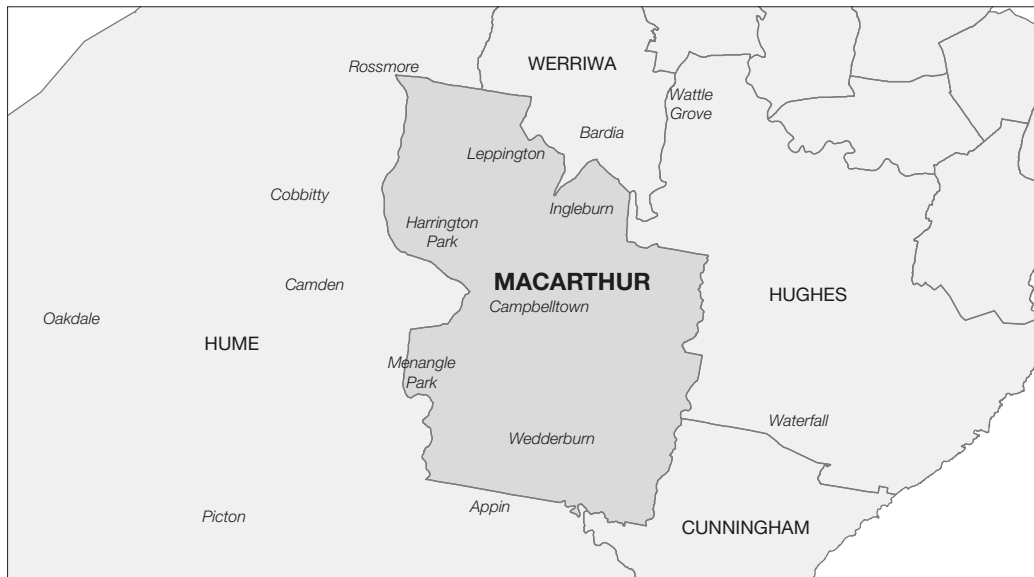 WERRIWA
Rossmore
Wattle
Grove
Bardia
Leppington
Cobbitty
Ingleburn
Harrington
Park
MACARTHUR
Camden
HUGHES
Campbelltown
Oakdale
HUME
Menangle
Park
Waterfall
Wedderburn
Appin
Picton
CUNNINGHAM